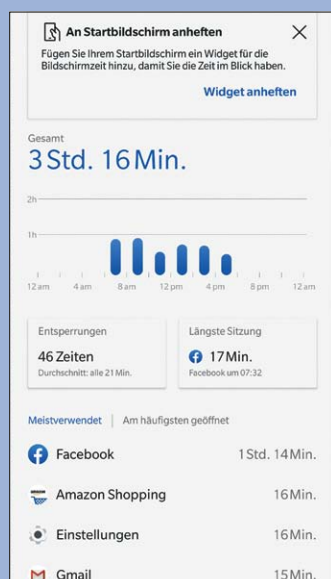 An Startbildschirm anheften
Fügen Sie Ihrem Startbildschirm ein Widget für die
Bildschirmzeit hinzu, damit Sie die Zeit im Blick haben.
Widget anheften
Gesamt
3 Std. 16 Min.
2h
1h
12 am 4 am 8 am 12 pm 4 pm 8 pm 12 am
Entsperrungen
46 Zeiten
Durchschnitt: alle 21 Min.
Längste Sitzung
17 Min.
Facebook um 07:32
Meistverwendet | Am häufigsten geöffnet
Facebook 1 Std. 14 Min.
Amazon Shopping 16 Min.
Einstellungen 16 Min.
Gmail 15 Min.